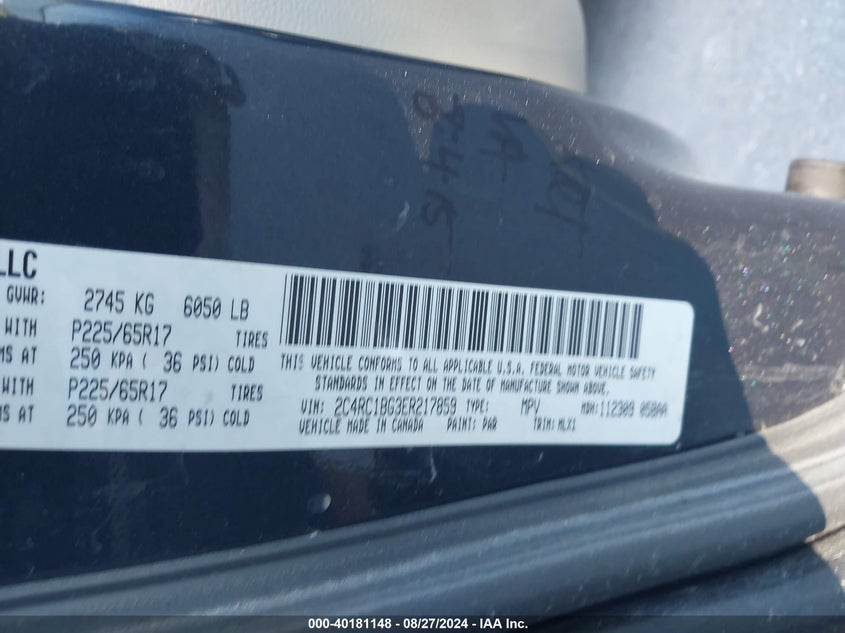 LLC
GVWR: 2745 KG 6050 LB
WITH P225/65R17 TIRES
MS AT 250 KPA ( 36 PSI) COLD
WITH P225/65R17 TIRES
MS AT 250 KPA ( 36 PSI) COLD
THIS VEHICLE CONFORMS TO ALL APPLICABLE U.S.A. FEDERAL MOTOR VEHICLE SAFETY
STANDARDS IN EFFECT ON THE DATE OF MANUFACTURE SHOWN ABOVE.
VIN: 2C4RC1BG3ER217859 TYPE: MPV MDH: 112309 058AA
VEHICLE MADE IN CANADA PAINT: PAR TRIM: MLX1
000-40181148 - 08/27/2024 - IAA Inc.